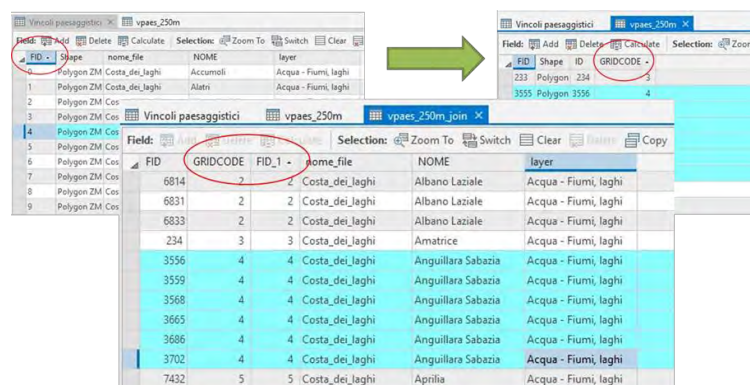 Vincoli paesaggistici × vpaes_250m
Field: Add Delete Calculate Selection: Zoom To Switch Clear
FID Shape nome_file NOME layer
0 Polygon ZM Costa_dei_laghi Accumoli Acqua - Fiumi, laghi
1 Polygon ZM Costa_dei_laghi Alatri Acqua - Fiumi, laghi
2 Polygon ZM Cos
3 Polygon ZM Cos
4 Polygon ZM Cos
5 Polygon ZM Cos
6 Polygon ZM Cos
7 Polygon ZM Cos
8 Polygon ZM Cos
9 Polygon ZM Cos
Vincoli paesaggistici vpaes_250m ×
Field: Add Delete Calculate Selection: Zoo
FID Shape ID GRIDCODE
233 Polygon 234 3
3555 Polygon 3556 4
Vincoli paesaggistici vpaes_250m vpaes_250m_join ×
Field: Add Delete Selection: Zoom To Switch Clear Delete Copy
FID GRIDCODE FID_1 nome_file NOME layer
6814 2 2 Costa_dei_laghi Albano Laziale Acqua - Fiumi, laghi
6831 2 2 Costa_dei_laghi Albano Laziale Acqua - Fiumi, laghi
6833 2 2 Costa_dei_laghi Albano Laziale Acqua - Fiumi, laghi
234 3 3 Costa_dei_laghi Amatrice Acqua - Fiumi, laghi
3556 4 4 Costa_dei_laghi Anguillara Sabazia Acqua - Fiumi, laghi
3559 4 4 Costa_dei_laghi Anguillara Sabazia Acqua - Fiumi, laghi
3568 4 4 Costa_dei_laghi Anguillara Sabazia Acqua - Fiumi, laghi
3665 4 4 Costa_dei_laghi Anguillara Sabazia Acqua - Fiumi, laghi
3686 4 4 Costa_dei_laghi Anguillara Sabazia Acqua - Fiumi, laghi
3702 4 4 Costa_dei_laghi Anguillara Sabazia Acqua - Fiumi, laghi
7432 5 5 Costa_dei_laghi Aprilia Acqua - Fiumi, laghi